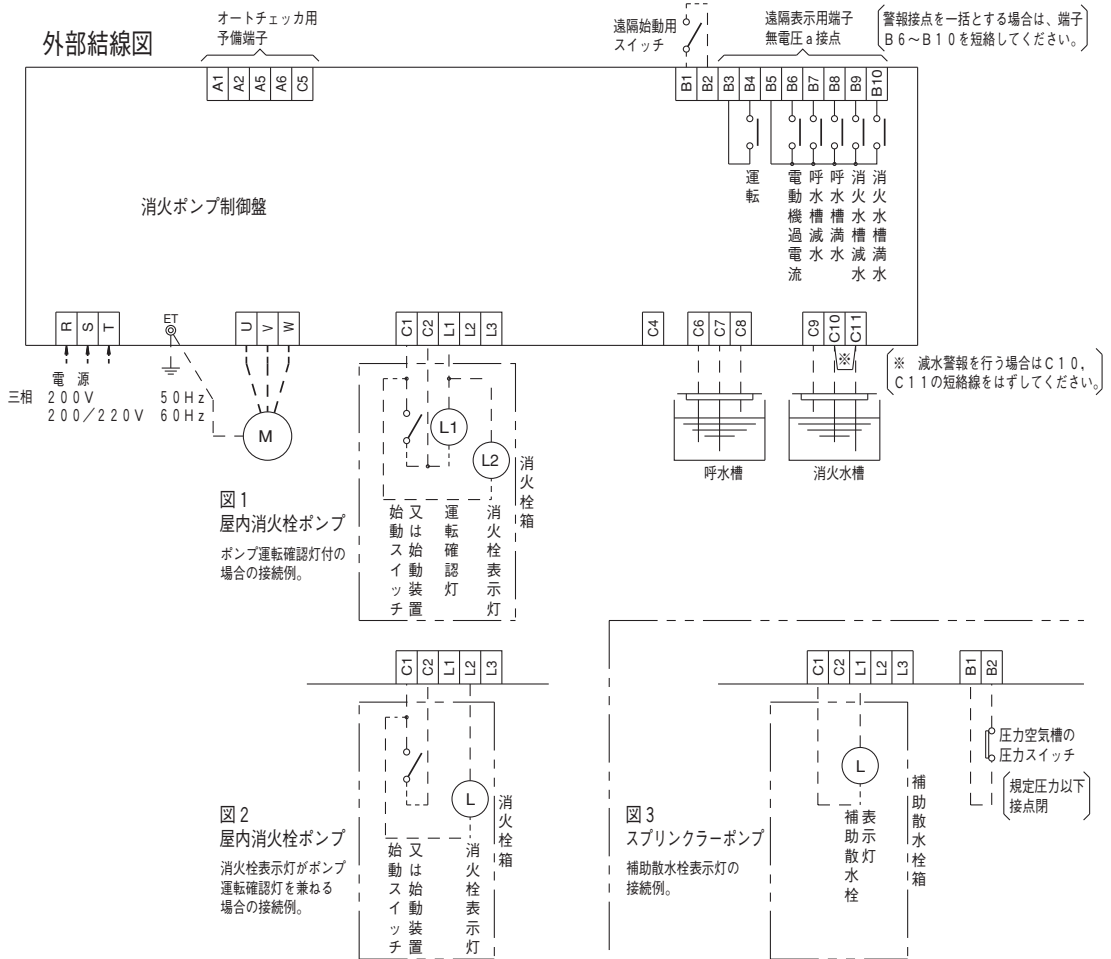 外部結線図
オートチェッカ用
予備端子
遠隔始動用
スイッチ
遠隔表示用端子
無電圧a接点
警報接点を一括とする場合は、端子
B6~B10を短絡してください。
A1 A2 A5 A6 C5
B1 B2 B3 B4 B5 B6 B7 B8 B9 B10
運転
電動機過電流
呼水槽減水
呼水槽満水
消火水槽減水
消火水槽満水
消火ポンプ制御盤
R S T
ET
U V W
C1 C2 L1 L2 L3
C4
C6 C7 C8
C9 C10 C11
※
※ 減水警報を行う場合はC10,
C11の短絡線をはずしてください。
電源
三相 200V 50Hz
200/220V 60Hz
M
L1
L2
呼水槽
消火水槽
図1
屋内消火栓ポンプ
ポンプ運転確認灯付の
場合の接続例。
始動スイッチ
又は始動装置
運転確認灯
消火栓表示灯
消火栓箱
C1 C2 L1 L2 L3
L
図2
屋内消火栓ポンプ
消火栓表示灯がポンプ
運転確認灯を兼ねる
場合の接続例。
始動スイッチ
又は始動装置
消火栓表示灯
消火栓箱
C1 C2 L1 L2 L3
B1 B2
L
圧力空気槽の
圧力スイッチ
規定圧力以下
接点閉
図3
スプリンクラーポンプ
補助散水栓表示灯の
接続例。
補助散水栓
表示灯
補助散水栓箱